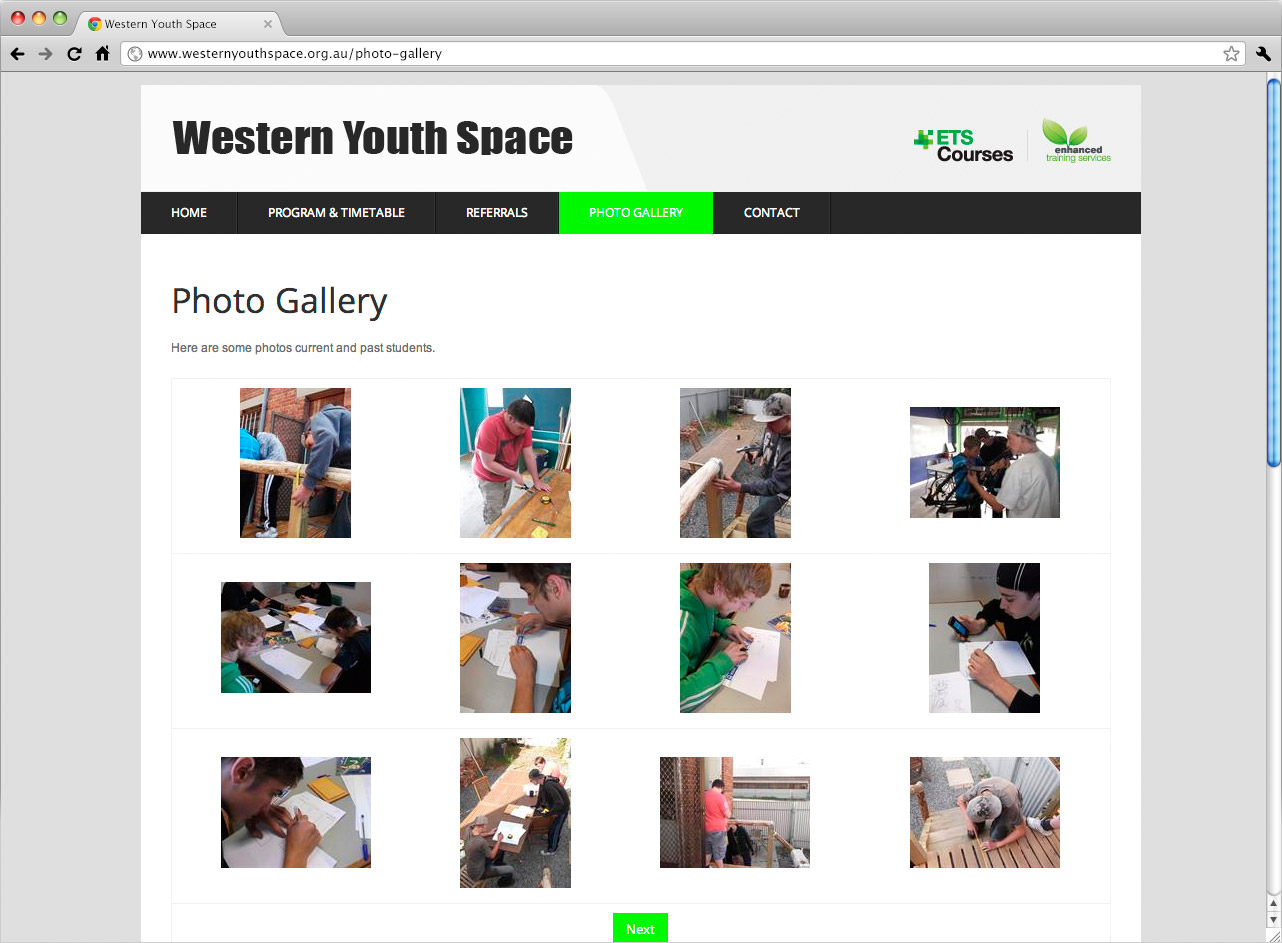 Western Youth Space
www.westernyouthspace.org.au/photo-gallery
Western Youth Space
ETS
Courses
enhanced
training services
HOME
PROGRAM & TIMETABLE
REFERRALS
PHOTO GALLERY
CONTACT
Photo Gallery
Here are some photos current and past students.
Next